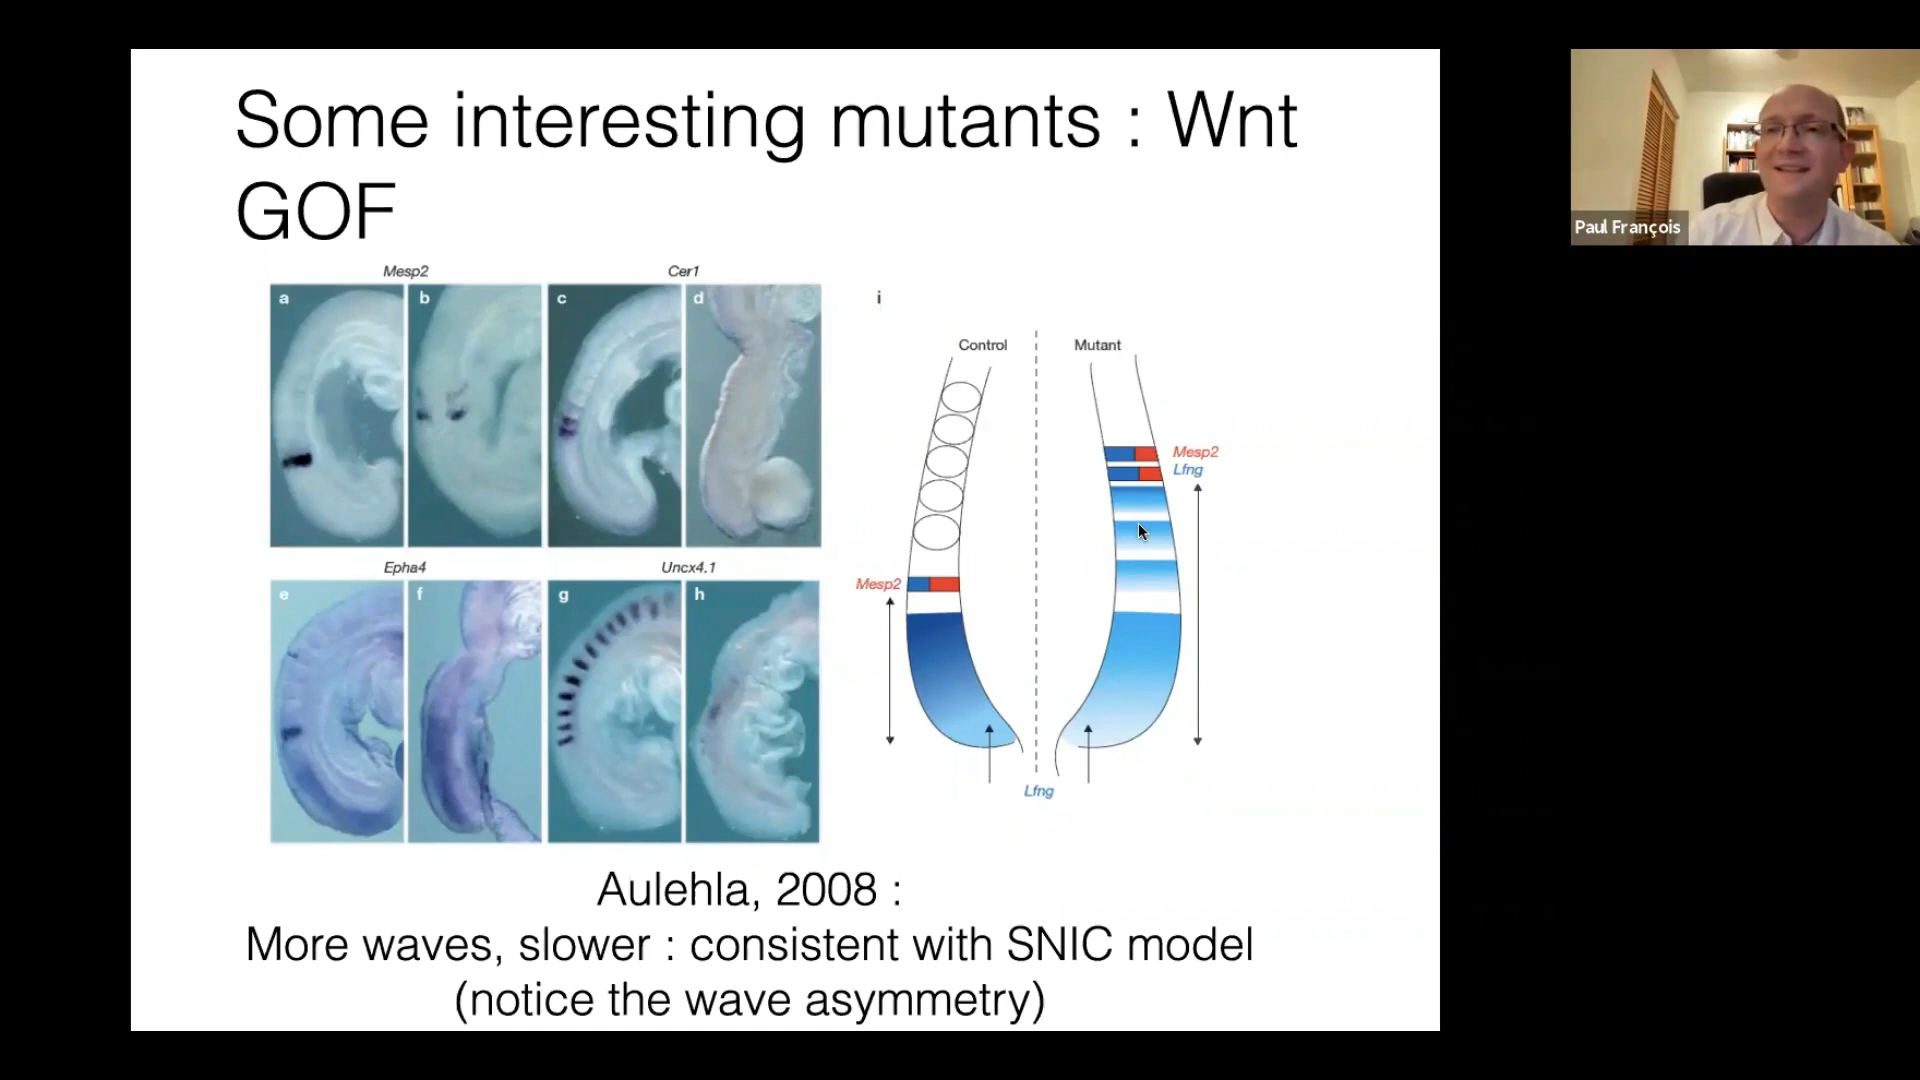 Some interesting mutants : Wnt
GOF
Mesp2
Cer1
a
b
c
d
Epha4
Uncx4.1
e
f
g
h
i
Control
Mutant
Mesp2
Lfng
Mesp2
Lfng
Aulehla, 2008 :
More waves, slower : consistent with SNIC model
(notice the wave asymmetry)
Paul François